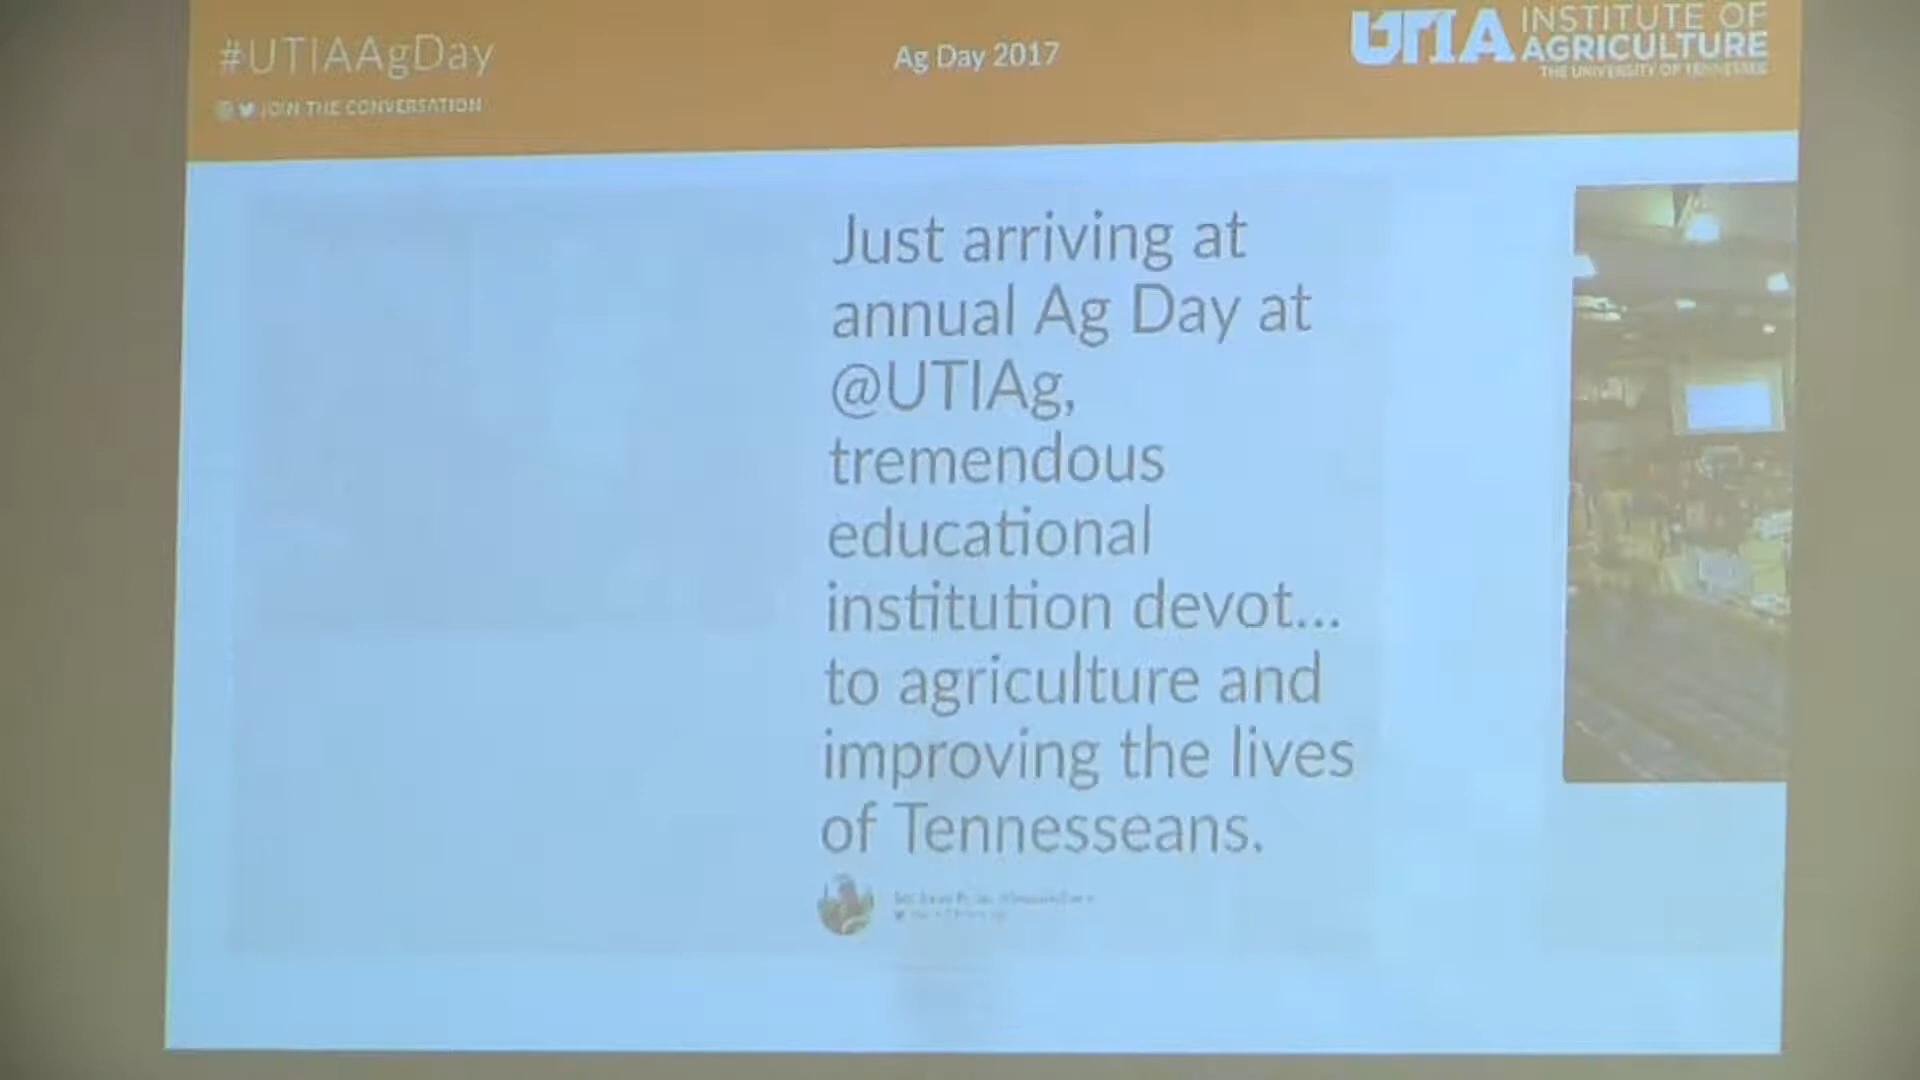 #UTIAAgDay
JOIN THE CONVERSATION
Ag Day 2017
UTIA INSTITUTE OF
AGRICULTURE
THE UNIVERSITY OF TENNESSEE
Just arriving at
annual Ag Day at
@UTIAg,
tremendous
educational
institution devot...
to agriculture and
improving the lives
of Tennesseans.